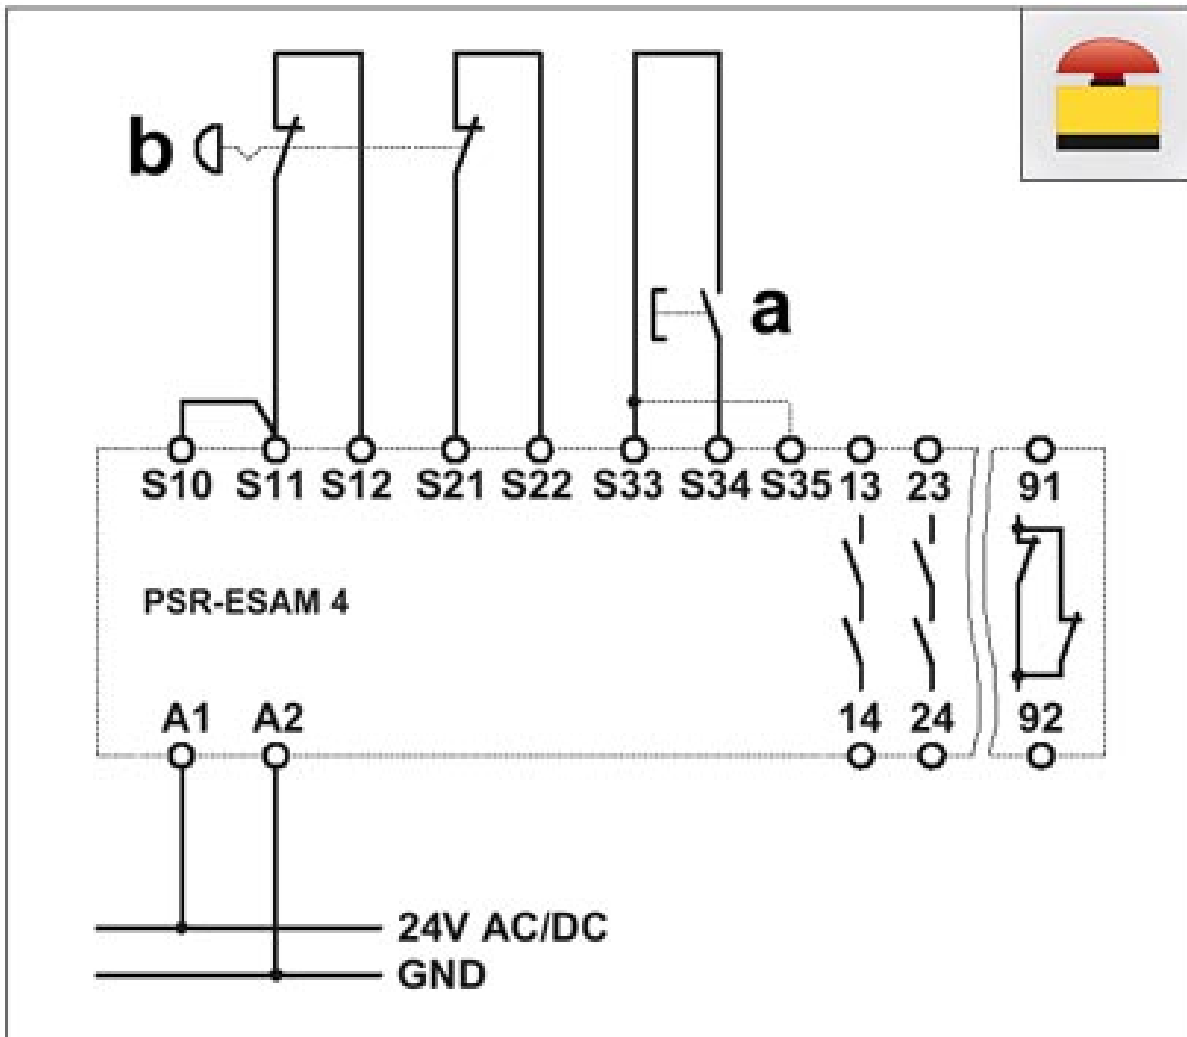 b
a
S10 S11 S12 S21 S22 S33 S34 S35 13 23 91
PSR-ESAM 4
A1 A2 14 24 92
24V AC/DC
GND